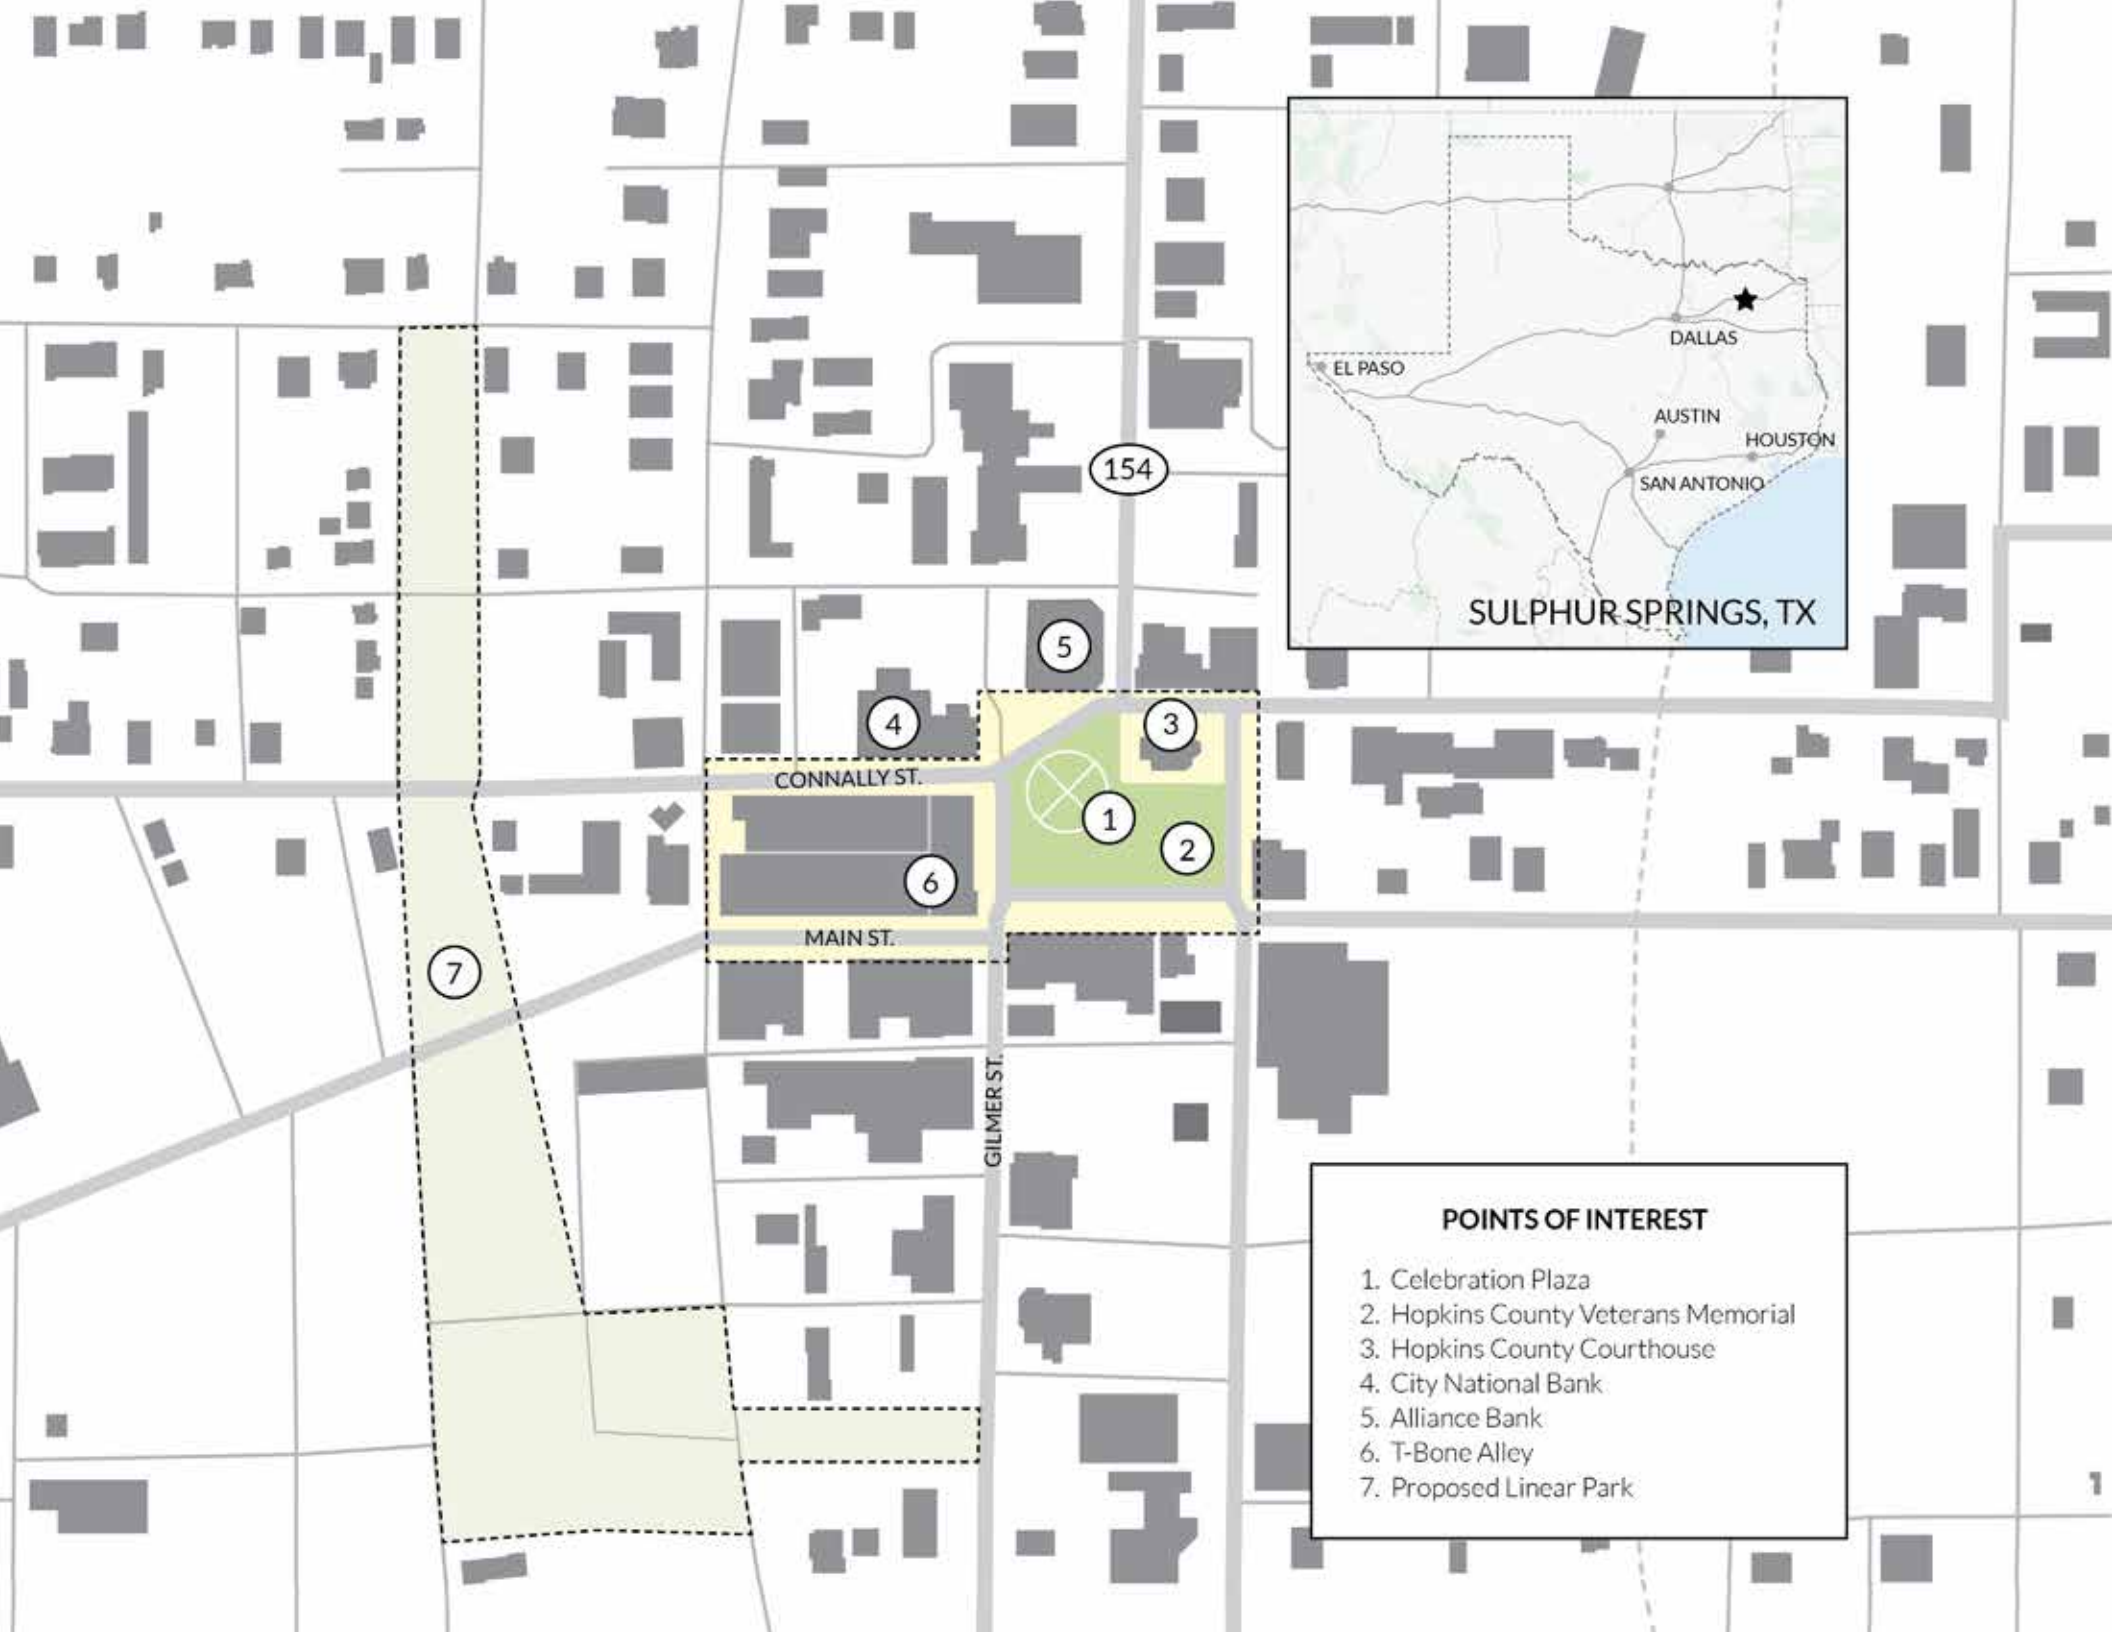 DALLAS
EL PASO
AUSTIN
HOUSTON
SAN ANTONIO
SULPHUR SPRINGS, TX
154
5
4
3
CONNALLY ST.
1
2
6
MAIN ST.
7
GILMER ST.
POINTS OF INTEREST
1. Celebration Plaza
2. Hopkins County Veterans Memorial
3. Hopkins County Courthouse
4. City National Bank
5. Alliance Bank
6. T-Bone Alley
7. Proposed Linear Park